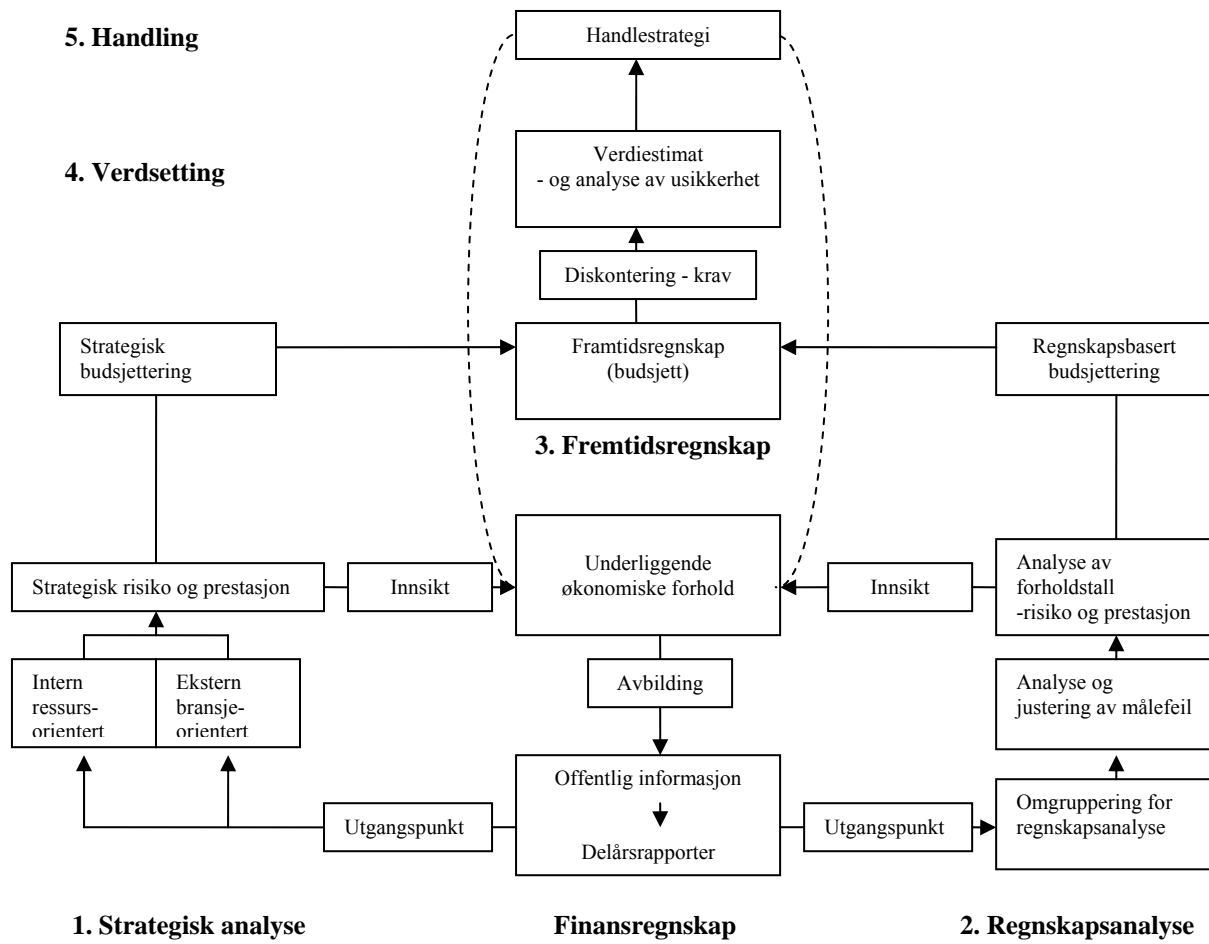 5. Handling
Handlestrategi
4. Verdsetting
Verdiestimat
- og analyse av usikkerhet
Diskontering - krav
Strategisk
budsjettering
Framtidsregnskap
(budsjett)
Regnskapsbasert
budsjettering
3. Fremtidsregnskap
Strategisk risiko og prestasjon
Innsikt
Underliggende
økonomiske forhold
Innsikt
Analyse av
forholdstall
-risiko og prestasjon
Intern
ressurs-
orientert
Ekstern
bransje-
orientert
Avbilding
Analyse og
justering av målefeil
Utgangspunkt
Offentlig informasjon
Delårsrapporter
Utgangspunkt
Omgruppering for
regnskapsanalyse
1. Strategisk analyse
Finansregnskap
2. Regnskapsanalyse